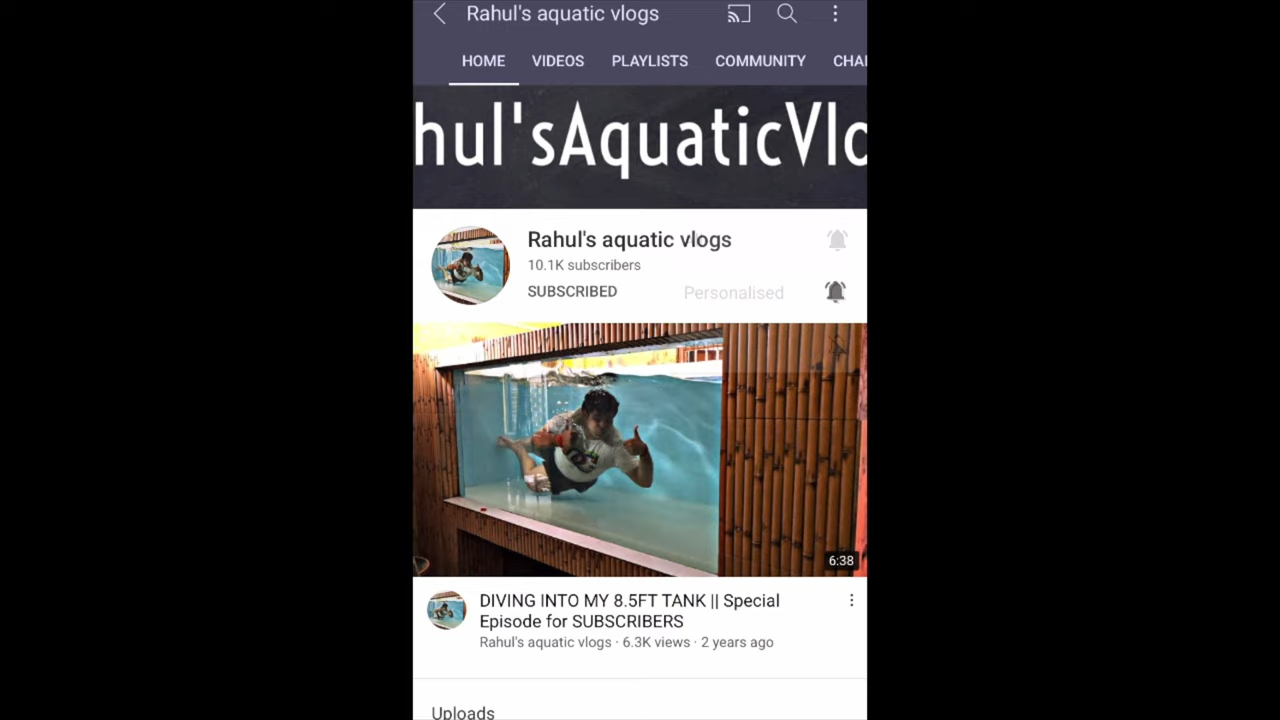 Rahul's aquatic vlogs
HOME VIDEOS PLAYLISTS COMMUNITY CHA
hul'sAquaticVlo
Rahul's aquatic vlogs
10.1K subscribers
SUBSCRIBED Personalised
6:38
DIVING INTO MY 8.5FT TANK || Special
Episode for SUBSCRIBERS
Rahul's aquatic vlogs · 6.3K views · 2 years ago
Uploads